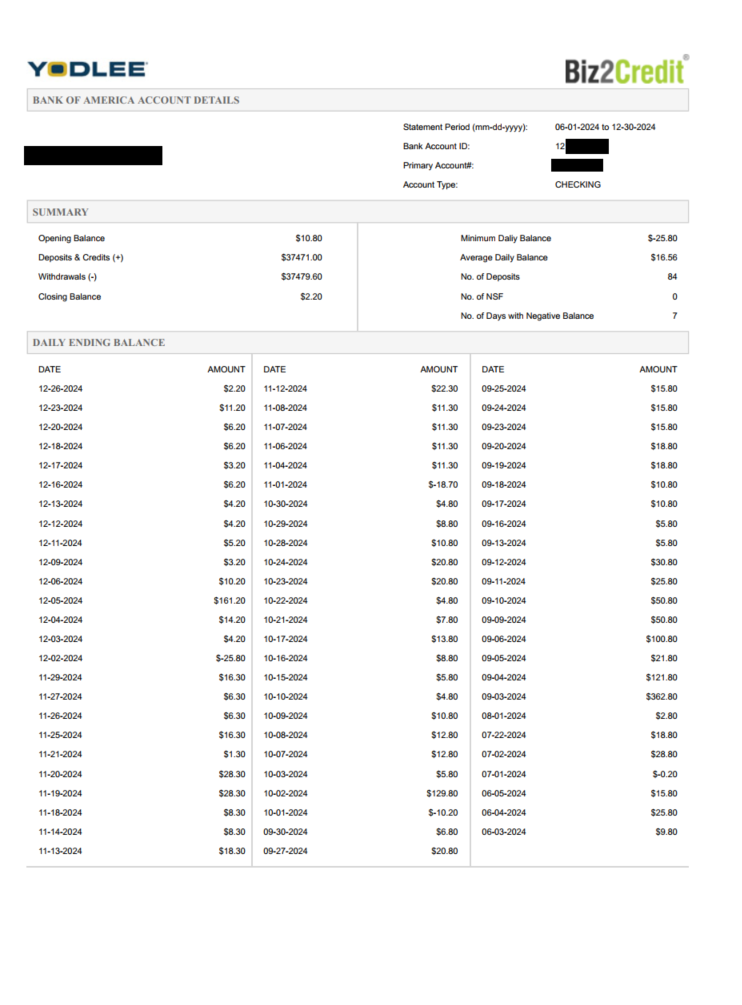 YODLEE
Biz2Credit®
BANK OF AMERICA ACCOUNT DETAILS
Statement Period (mm-dd-yyyy): 06-01-2024 to 12-30-2024
Bank Account ID: 12
Primary Account#:
Account Type: CHECKING
SUMMARY
Opening Balance $10.80 Minimum Daliy Balance $-25.80
Deposits & Credits (+) $37471.00 Average Daily Balance $16.56
Withdrawals (-) $37479.60 No. of Deposits 84
Closing Balance $2.20 No. of NSF 0
No. of Days with Negative Balance 7
DAILY ENDING BALANCE
DATE AMOUNT DATE AMOUNT DATE AMOUNT
12-26-2024 $2.20 11-12-2024 $22.30 09-25-2024 $15.80
12-23-2024 $11.20 11-08-2024 $11.30 09-24-2024 $15.80
12-20-2024 $6.20 11-07-2024 $11.30 09-23-2024 $15.80
12-18-2024 $6.20 11-06-2024 $11.30 09-20-2024 $18.80
12-17-2024 $3.20 11-04-2024 $11.30 09-19-2024 $18.80
12-16-2024 $6.20 11-01-2024 $-18.70 09-18-2024 $10.80
12-13-2024 $4.20 10-30-2024 $4.80 09-17-2024 $10.80
12-12-2024 $4.20 10-29-2024 $8.80 09-16-2024 $5.80
12-11-2024 $5.20 10-28-2024 $10.80 09-13-2024 $5.80
12-09-2024 $3.20 10-24-2024 $20.80 09-12-2024 $30.80
12-06-2024 $10.20 10-23-2024 $20.80 09-11-2024 $25.80
12-05-2024 $161.20 10-22-2024 $4.80 09-10-2024 $50.80
12-04-2024 $14.20 10-21-2024 $7.80 09-09-2024 $50.80
12-03-2024 $4.20 10-17-2024 $13.80 09-06-2024 $100.80
12-02-2024 $-25.80 10-16-2024 $8.80 09-05-2024 $21.80
11-29-2024 $16.30 10-15-2024 $5.80 09-04-2024 $121.80
11-27-2024 $6.30 10-10-2024 $4.80 09-03-2024 $362.80
11-26-2024 $6.30 10-09-2024 $10.80 08-01-2024 $2.80
11-25-2024 $16.30 10-08-2024 $12.80 07-22-2024 $18.80
11-21-2024 $1.30 10-07-2024 $12.80 07-02-2024 $28.80
11-20-2024 $28.30 10-03-2024 $5.80 07-01-2024 $-0.20
11-19-2024 $28.30 10-02-2024 $129.80 06-05-2024 $15.80
11-18-2024 $8.30 10-01-2024 $-10.20 06-04-2024 $25.80
11-14-2024 $8.30 09-30-2024 $6.80 06-03-2024 $9.80
11-13-2024 $18.30 09-27-2024 $20.80